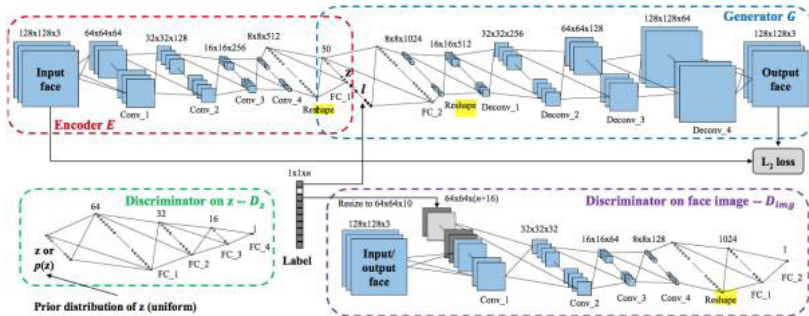 Generator G
128x128x3
64x64x64
32x32x128
16x16x256
8x8x512
50
8x8x1024
16x16x512
32x32x256
64x64x128
128x128x64
128x128x3
Input face
z
l
Output face
Conv_1
Conv_2
Conv_3
Conv_4
Reshape
FC_1
FC_2
Reshape
Deconv_1
Deconv_2
Deconv_3
Deconv_4
Encoder E
L2 loss
1x1xn
Label
Discriminator on z – Dz
64
32
16
1
z or
p(z)
FC_1
FC_2
FC_3
FC_4
Prior distribution of z (uniform)
Discriminator on face image – Dimg
Resize to 64x64x10
64x64x(n+16)
128x128x3
32x32x32
16x16x64
8x8x128
1024
1
Input/
output
face
Conv_1
Conv_2
Conv_3
Conv_4
Reshape
FC_1
FC_2